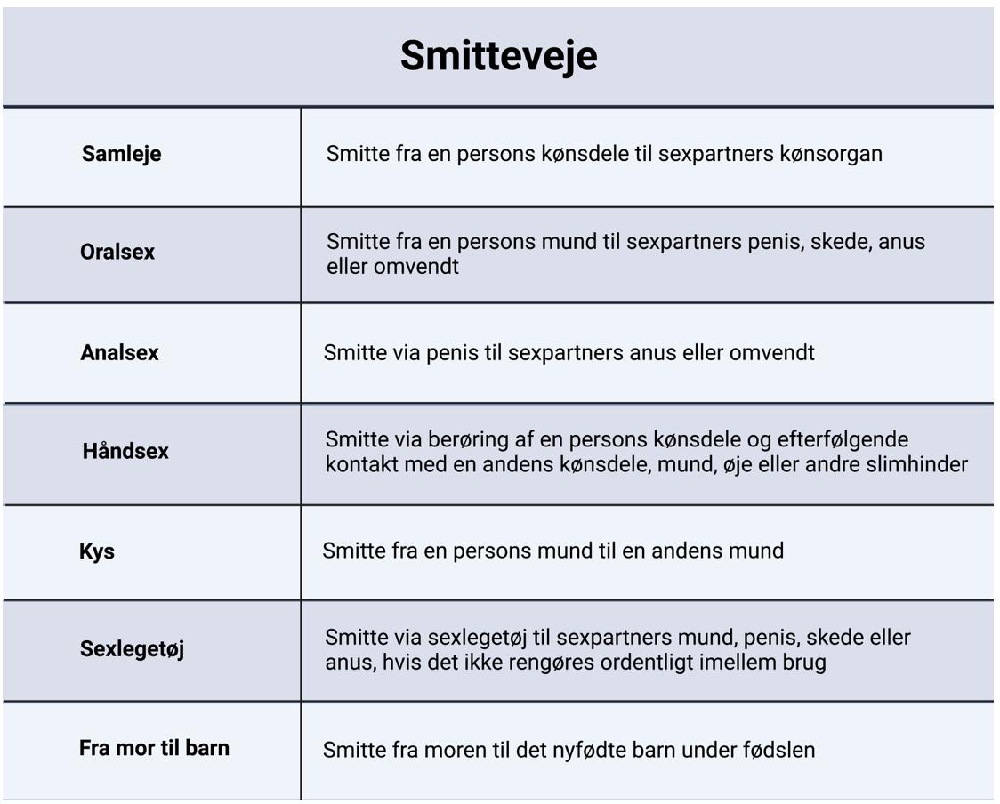 Smitteveje
Samleje
Smitte fra en persons kønsdele til sexpartners kønsorgan
Oralsex
Smitte fra en persons mund til sexpartners penis, skede, anus
eller omvendt
Analsex
Smitte via penis til sexpartners anus eller omvendt
Håndsex
Smitte via berøring af en persons kønsdele og efterfølgende
kontakt med en andens kønsdele, mund, øje eller andre slimhinder
Kys
Smitte fra en persons mund til en andens mund
Sexlegetøj
Smitte via sexlegetøj til sexpartners mund, penis, skede eller
anus, hvis det ikke rengøres ordentligt imellem brug
Fra mor til barn
Smitte fra moren til det nyfødte barn under fødslen